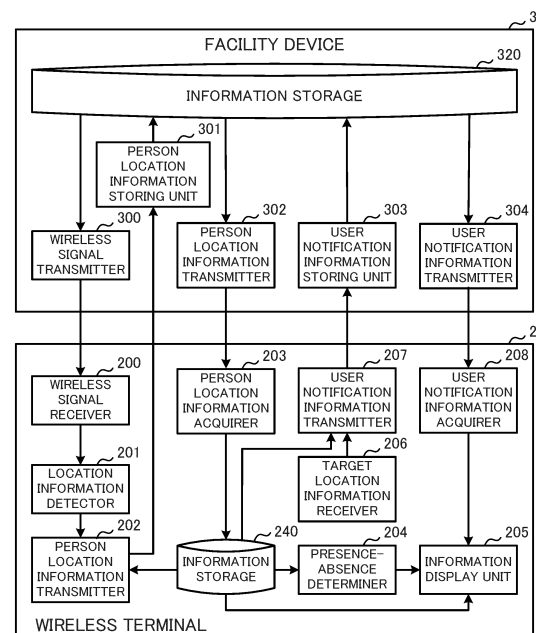 3
FACILITY DEVICE
320
INFORMATION STORAGE
301
PERSON
LOCATION
INFORMATION
STORING UNIT
300
WIRELESS
SIGNAL
TRANSMITTER
302
PERSON
LOCATION
INFORMATION
TRANSMITTER
303
USER
NOTIFICATION
INFORMATION
STORING UNIT
304
USER
NOTIFICATION
INFORMATION
TRANSMITTER
2
200
WIRELESS
SIGNAL
RECEIVER
203
PERSON
LOCATION
INFORMATION
ACQUIRER
207
USER
NOTIFICATION
INFORMATION
TRANSMITTER
208
USER
NOTIFICATION
INFORMATION
ACQUIRER
201
LOCATION
INFORMATION
DETECTOR
206
TARGET
LOCATION
INFORMATION
RECEIVER
202
PERSON
LOCATION
INFORMATION
TRANSMITTER
240
INFORMATION
STORAGE
204
PRESENCE-
ABSENCE
DETERMINER
205
INFORMATION
DISPLAY UNIT
WIRELESS TERMINAL